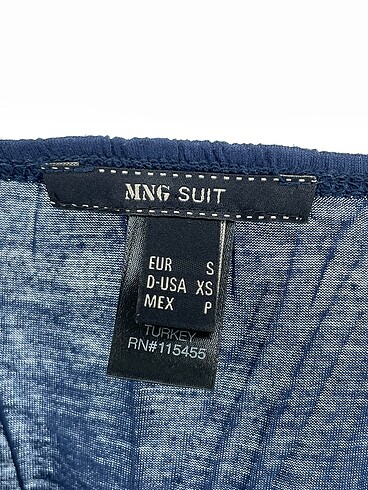 MNG SUIT
EUR S
D-USA XS
MEX P
TURKEY
RN#115455